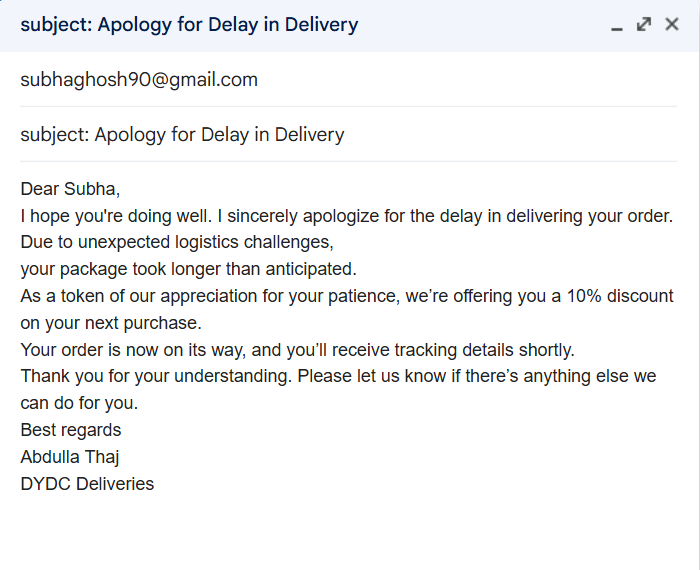 subject: Apology for Delay in Delivery
subhaghosh90@gmail.com
subject: Apology for Delay in Delivery
Dear Subha,
I hope you're doing well. I sincerely apologize for the delay in delivering your order.
Due to unexpected logistics challenges,
your package took longer than anticipated.
As a token of our appreciation for your patience, we’re offering you a 10% discount
on your next purchase.
Your order is now on its way, and you’ll receive tracking details shortly.
Thank you for your understanding. Please let us know if there’s anything else we
can do for you.
Best regards
Abdulla Thaj
DYDC Deliveries